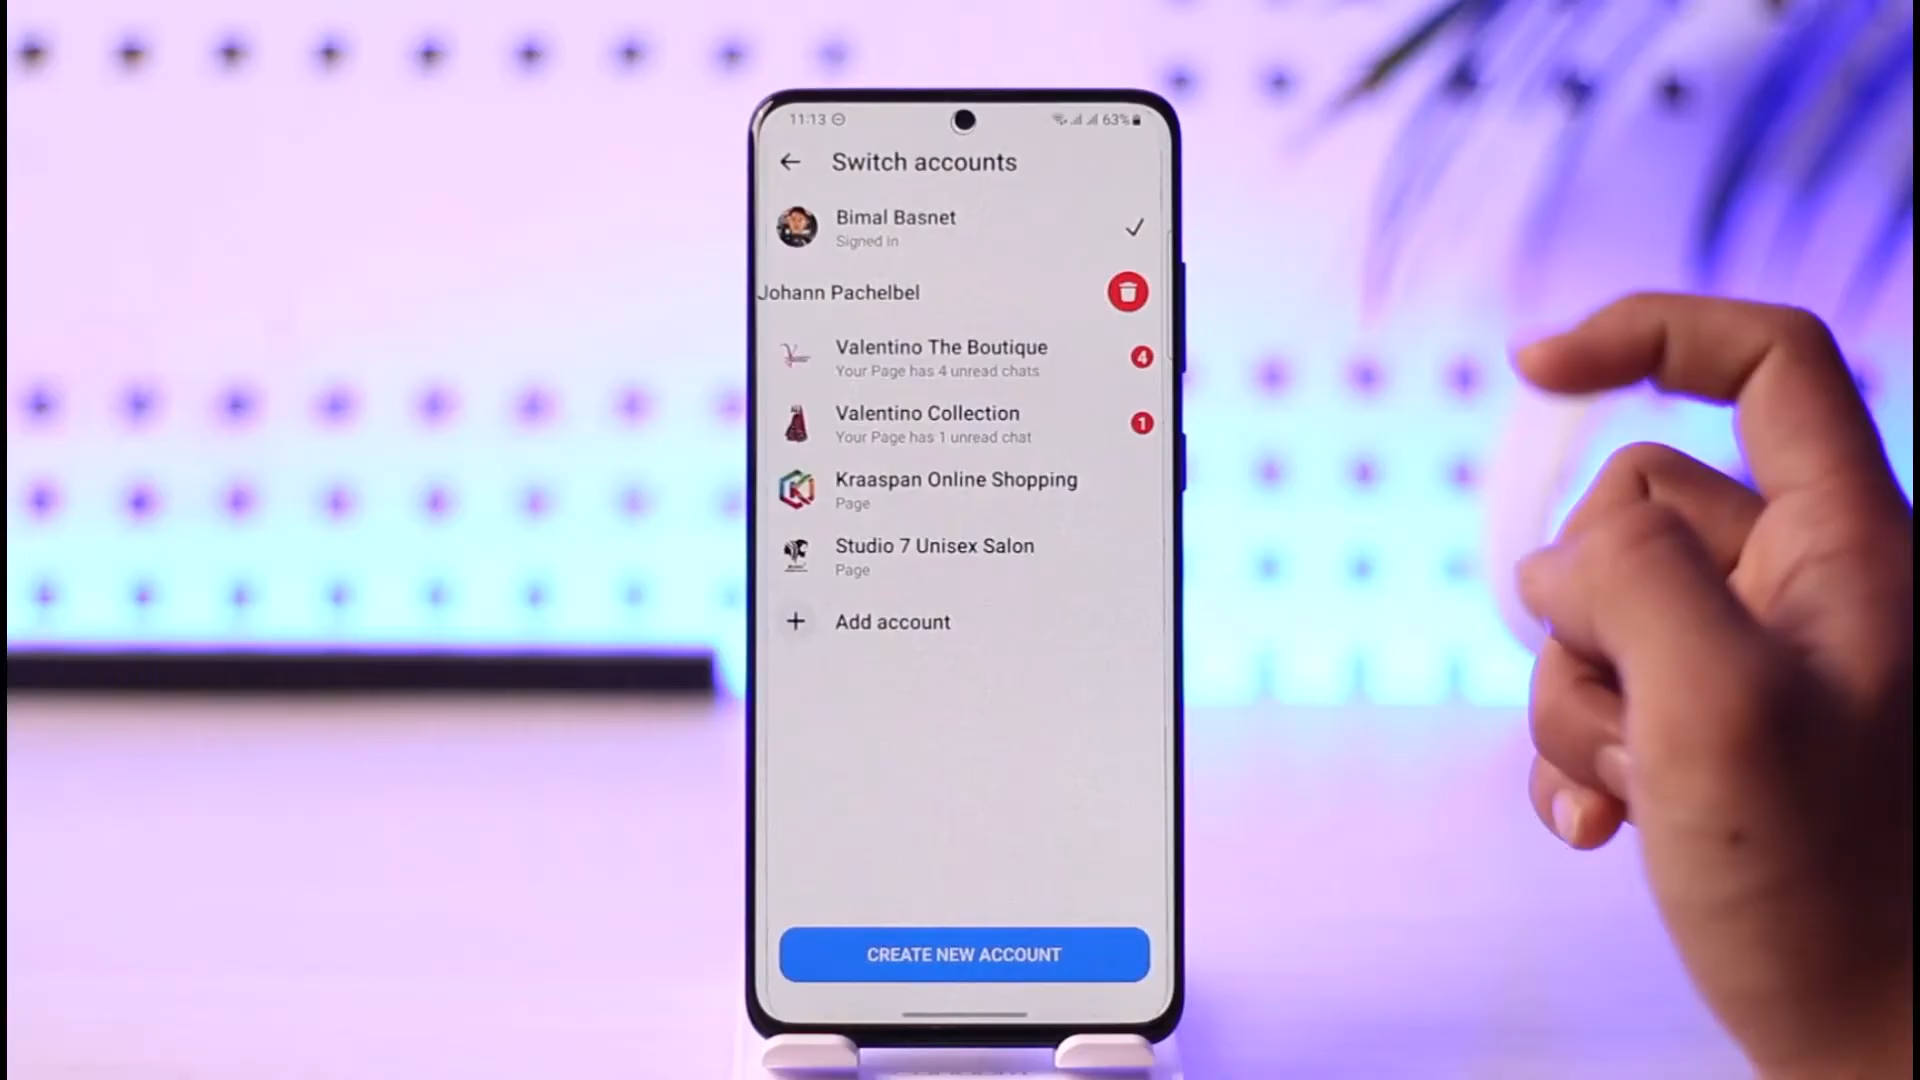 11:13
63%
Switch accounts
Bimal Basnet
Signed in
Johann Pachelbel
Valentino The Boutique
4
Your Page has 4 unread chats
Valentino Collection
1
Your Page has 1 unread chat
Kraaspan Online Shopping
Page
Studio 7 Unisex Salon
Page
Add account
CREATE NEW ACCOUNT